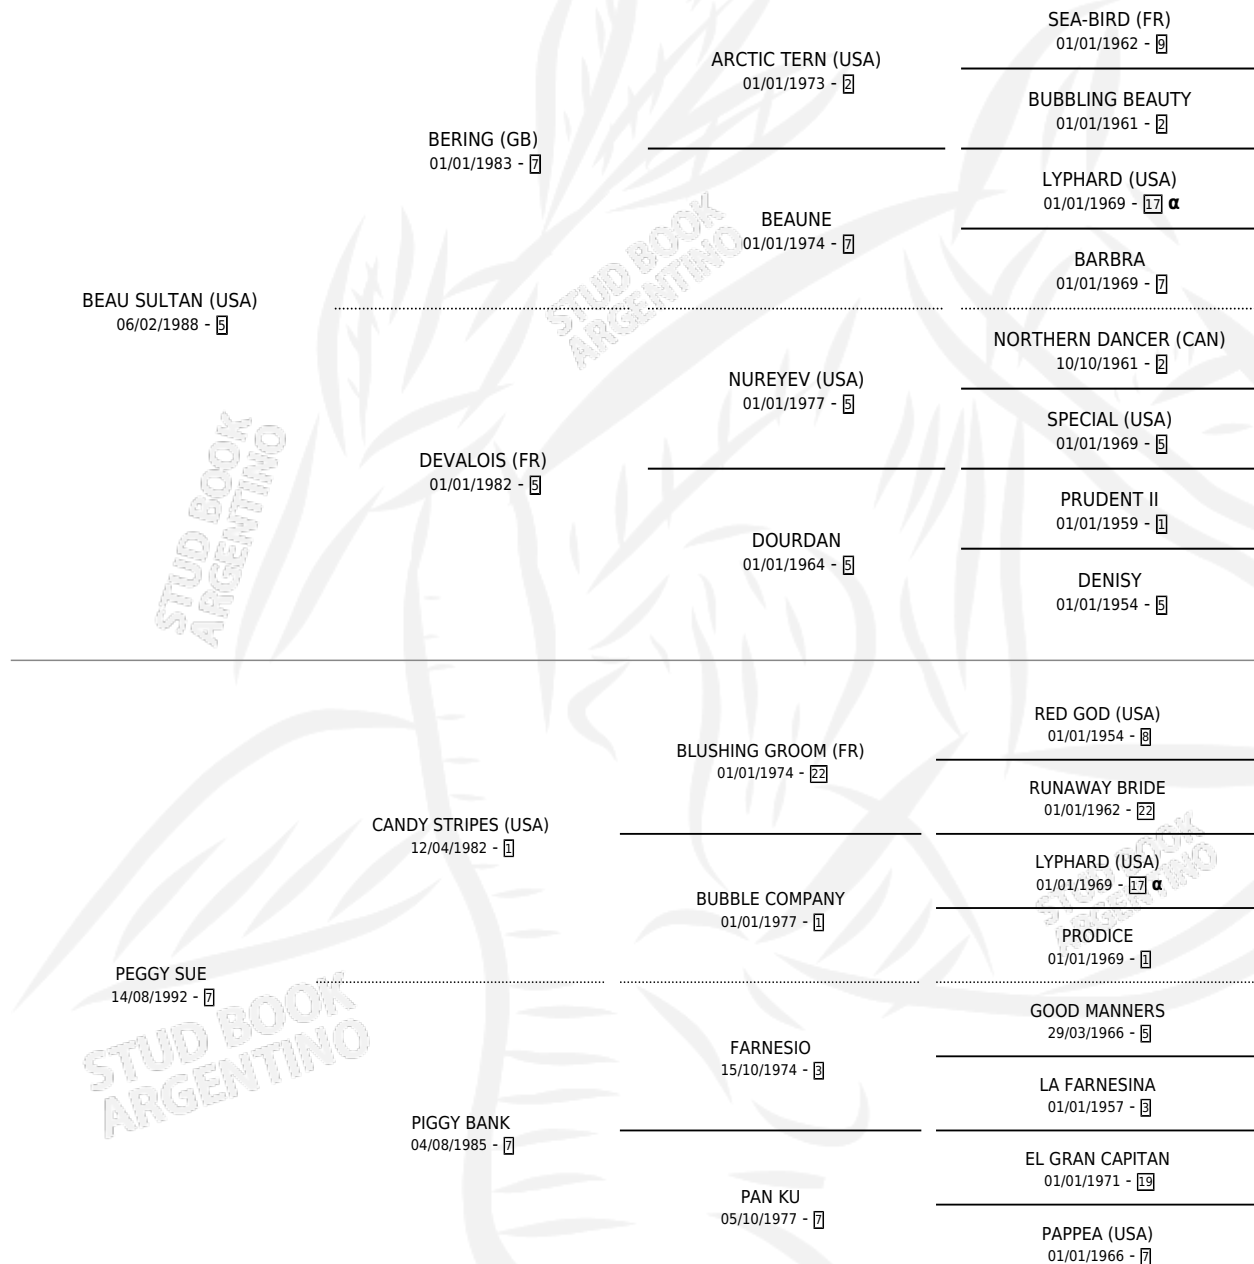 SEA-BIRD (FR)
01/01/1962 - 9
ARCTIC TERN (USA)
01/01/1973 - 2
BUBBLING BEAUTY
01/01/1961 - 2
BERING (GB)
01/01/1983 - 7
LYPHARD (USA)
01/01/1969 - 17 α
BEAUNE
01/01/1974 - 7
BARBRA
01/01/1969 - 7
BEAU SULTAN (USA)
06/02/1988 - 5
NORTHERN DANCER (CAN)
10/10/1961 - 2
NUREYEV (USA)
01/01/1977 - 5
SPECIAL (USA)
01/01/1969 - 5
DEVALOIS (FR)
01/01/1982 - 5
PRUDENT II
01/01/1959 - 1
DOURDAN
01/01/1964 - 5
DENISY
01/01/1954 - 5
RED GOD (USA)
01/01/1954 - 8
BLUSHING GROOM (FR)
01/01/1974 - 22
RUNAWAY BRIDE
01/01/1962 - 22
CANDY STRIPES (USA)
12/04/1982 - 1
LYPHARD (USA)
01/01/1969 - 17 α
BUBBLE COMPANY
01/01/1977 - 1
PRODICE
01/01/1969 - 1
PEGGY SUE
14/08/1992 - 7
GOOD MANNERS
29/03/1966 - 5
FARNESIO
15/10/1974 - 3
LA FARNESINA
01/01/1957 - 3
PIGGY BANK
04/08/1985 - 7
EL GRAN CAPITAN
01/01/1971 - 19
PAN KU
05/10/1977 - 7
PAPPEA (USA)
01/01/1966 - 7
STUD BOOK
ARGENTINO
STUD BOOK
ARGENTINO
STUD BOOK
ARGENTINO
STUD BOOK
ARGENTINO